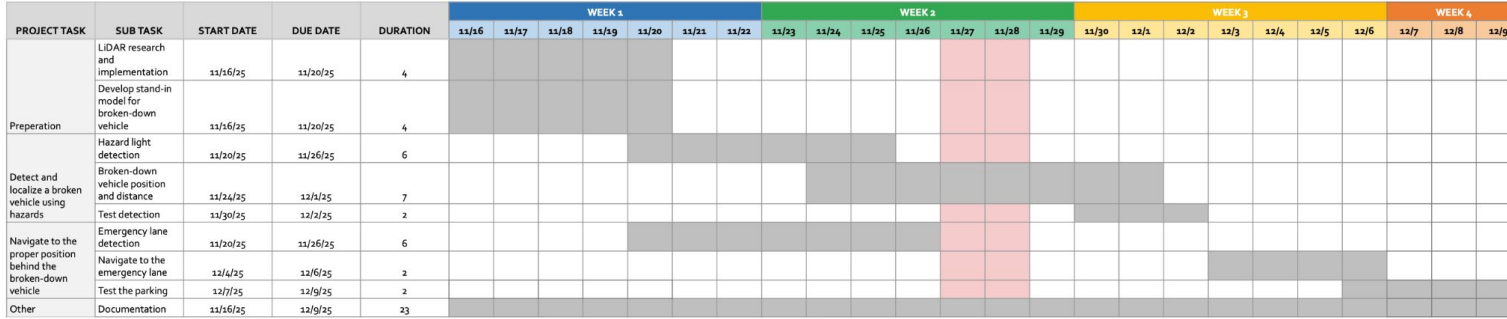 WEEK 1 WEEK 2 WEEK 3 WEEK 4
PROJECT TASK SUB TASK START DATE DUE DATE DURATION 11/16 11/17 11/18 11/19 11/20 11/21 11/22 11/23 11/24 11/25 11/26 11/27 11/28 11/29 11/30 12/1 12/2 12/3 12/4 12/5 12/6 12/7 12/8 12/9
Preperation
LiDAR research
and
implementation 11/16/25 11/20/25 4
Develop stand-in
model for
broken-down
vehicle 11/16/25 11/20/25 4
Detect and
localize a broken
vehicle using
hazards
Hazard light
detection 11/20/25 11/26/25 6
Broken-down
vehicle position
and distance 11/24/25 12/1/25 7
Test detection 11/30/25 12/2/25 2
Navigate to the
proper position
behind the
broken-down
vehicle
Emergency lane
detection 11/20/25 11/26/25 6
Navigate to the
emergency lane 12/4/25 12/6/25 2
Test the parking 12/7/25 12/9/25 2
Other Documentation 11/16/25 12/9/25 23